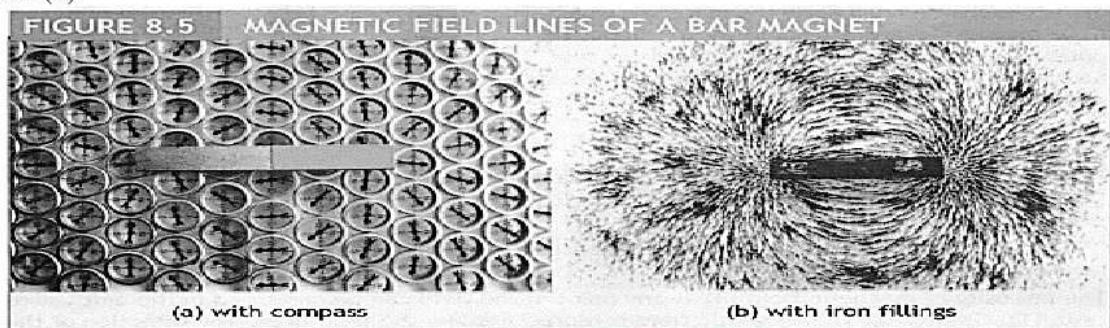 FIGURE 8.5 MAGNETIC FIELD LINES OF A BAR MAGNET
(a) with compass
(b) with iron fillings